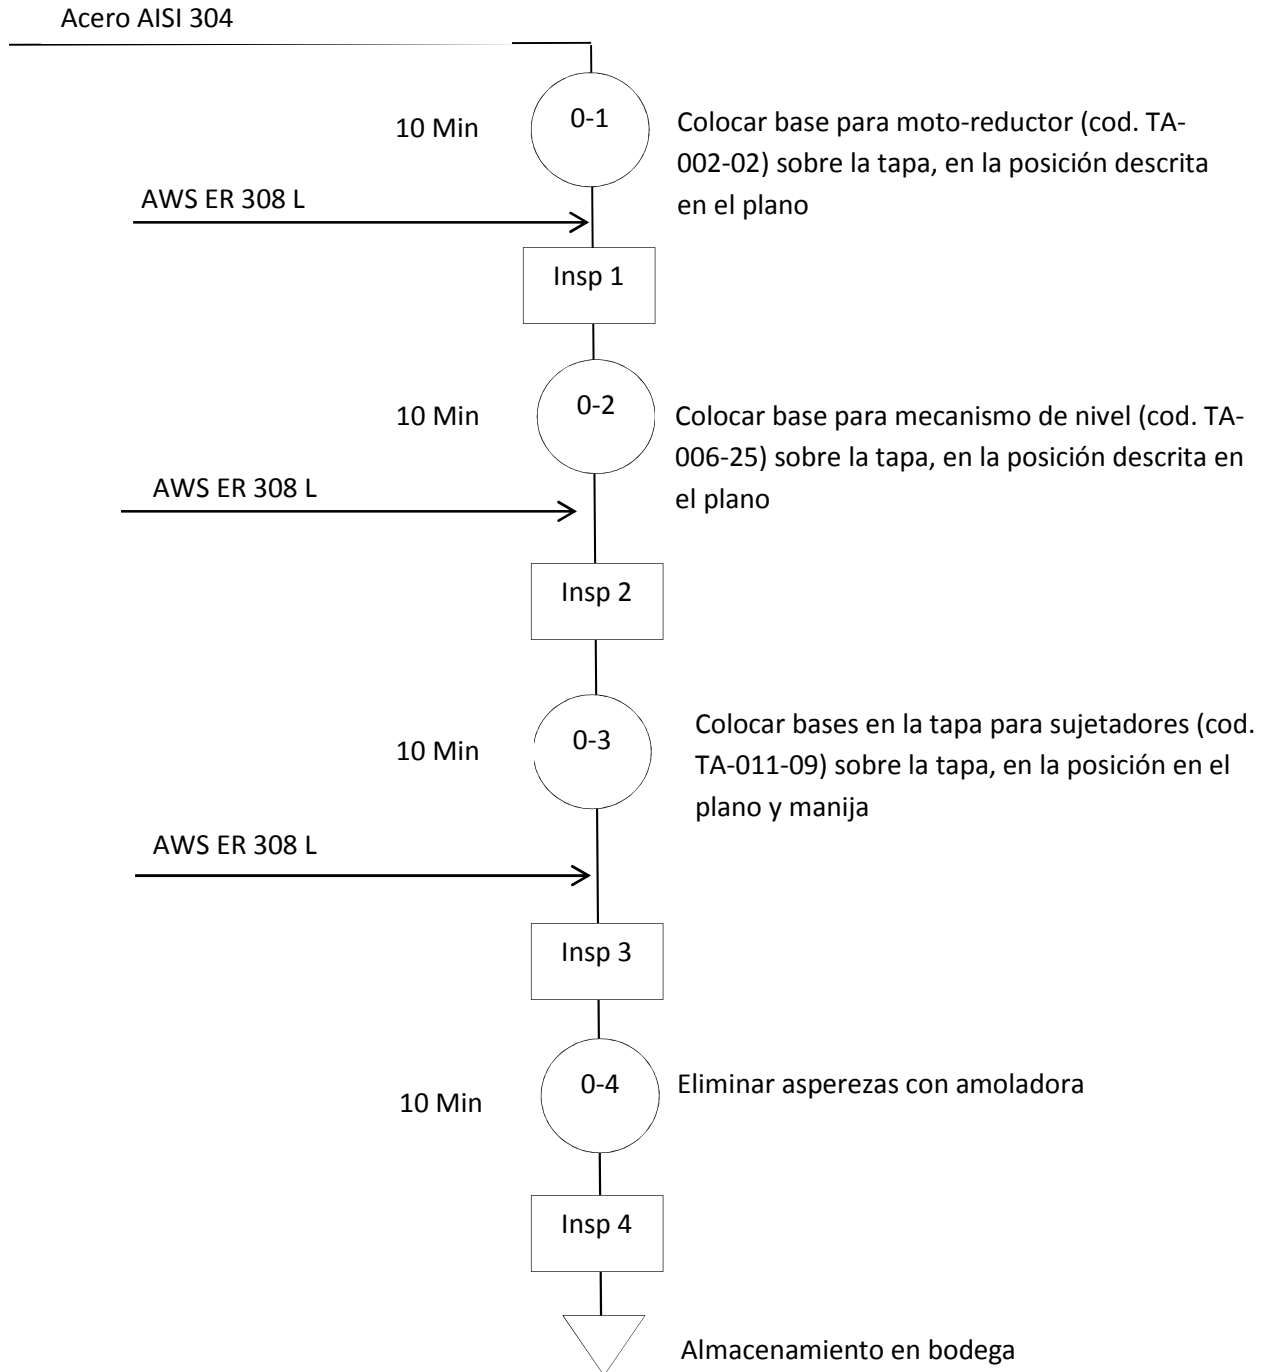 Acero AISI 304
0-1
10 Min
Colocar base para moto-reductor (cod. TA-
002-02) sobre la tapa, en la posición descrita
en el plano
AWS ER 308 L
Insp 1
0-2
10 Min
Colocar base para mecanismo de nivel (cod. TA-
006-25) sobre la tapa, en la posición descrita en
el plano
AWS ER 308 L
Insp 2
0-3
10 Min
Colocar bases en la tapa para sujetadores (cod.
TA-011-09) sobre la tapa, en la posición en el
plano y manija
AWS ER 308 L
Insp 3
0-4
10 Min
Eliminar asperezas con amoladora
Insp 4
Almacenamiento en bodega